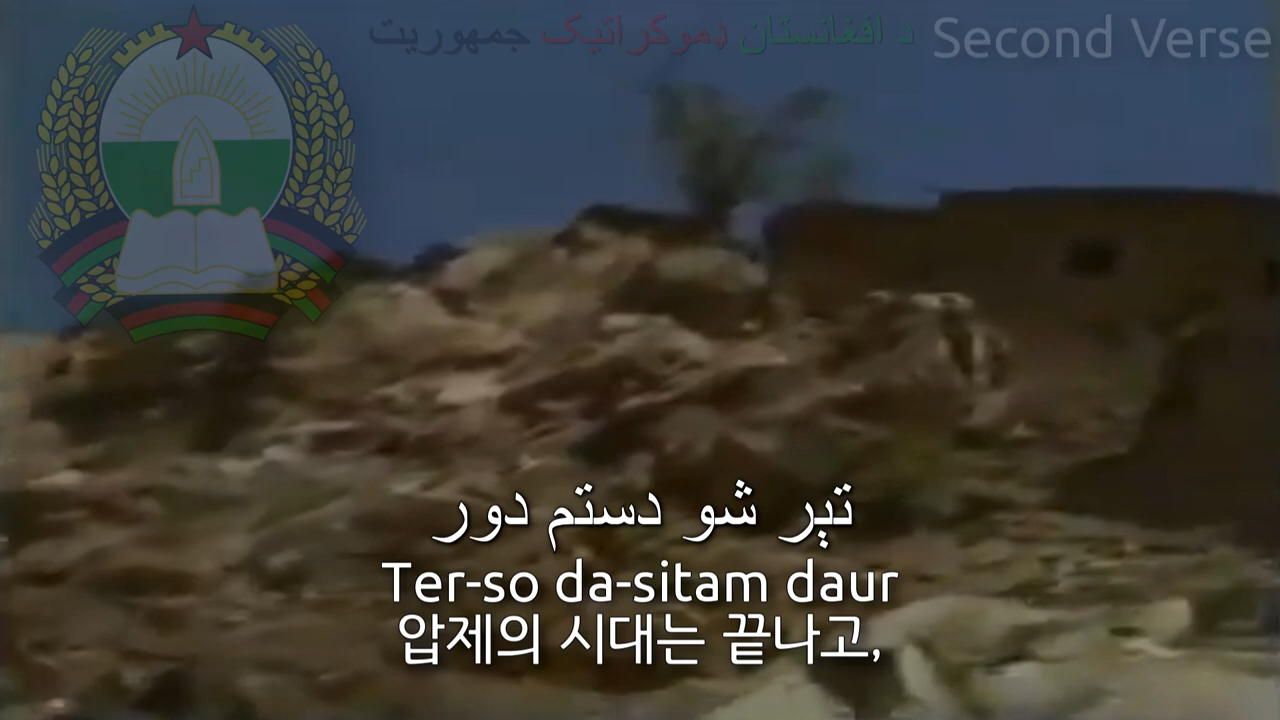 د افغانستان ډموکراتیک جمهوریت
Second Verse
تېر شو دستم دور
Ter-so da-sitam daur
압제의 시대는 끝나고,